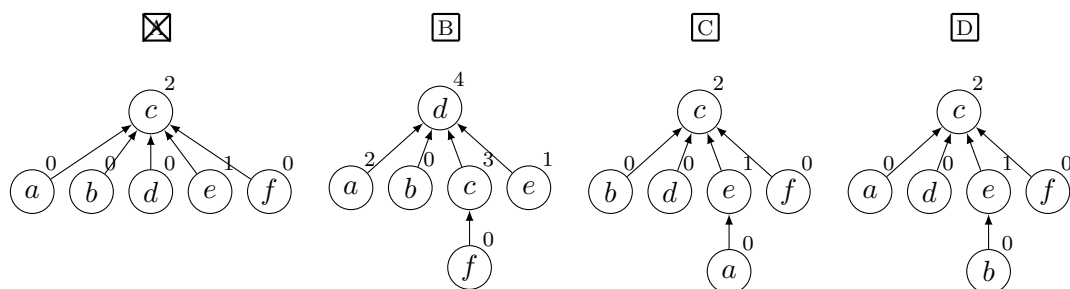 A B C D
2 4 2 2
c d c c
0 0 0 1 0 2 0 3 1 0 0 1 0 0 0 1 0
a b d e f a b c e b d e f a d e f
0 0 0
f a b